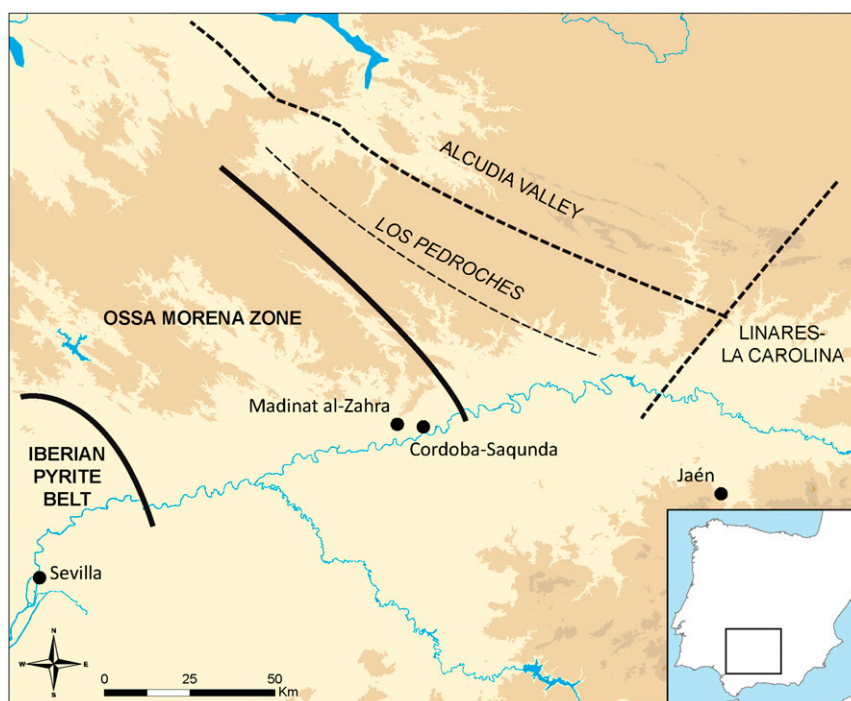 ALCUDIA VALLEY
LOS PEDROCHES
OSSA MORENA ZONE
LINARES-
LA CAROLINA
Madinat al-Zahra
Cordoba-Saqunda
IBERIAN
PYRITE
BELT
Jaén
Sevilla
N
W E
S
0 25 50
Km